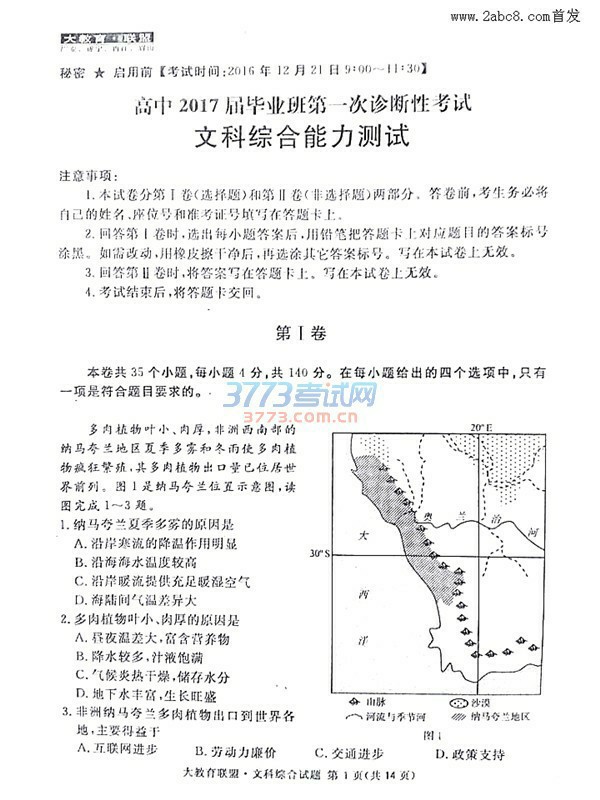 www.2abc8.com首发
大教育联盟
秘密 ★ 启用前【考试时间:2016 年 12 月 21 日 9:00～11:30】
高中 2017 届毕业班第一次诊断性考试
文科综合能力测试
注意事项:
1.本试卷分第Ⅰ卷(选择题)和第Ⅱ卷(非选择题)两部分。答卷前,考生务必将
自己的姓名、座位号和准考证号填写在答题卡上。
2.回答第Ⅰ卷时,选出每小题答案后,用铅笔把答题卡上对应题目的答案标号
涂黑。如需改动,用橡皮擦干净后,再选涂其它答案标号。写在本试卷上无效。
3.回答第Ⅱ卷时,将答案写在答题卡上。写在本试卷上无效。
4.考试结束后,将答题卡交回。
第Ⅰ卷
本卷共 35 个小题,每小题 4 分,共 140 分。在每小题给出的四个选项中,只有
一项是符合题目要求的。
3773考试网
3773.com.cn
多肉植物叶小、肉厚,非洲西南部的
纳马夸兰地区夏季多雾和冬雨使多肉植
物疯狂繁殖,其多肉植物出口量已位居世
界前列。图 1 是纳马夸兰位置示意图,读
图完成 1～3 题。
1.纳马夸兰夏季多雾的原因是
A.沿岸寒流的降温作用明显
B.沿海海水温度较高
C.沿岸暖流提供充足暖湿空气
D.海陆间气温差异大
2.多肉植物叶小、肉厚的原因是
A.昼夜温差大,富含营养物
B.降水较多,汁液饱满
C.气候炎热干燥,储存水分
D.地下水丰富,生长旺盛
3.非洲纳马夸兰多肉植物出口到世界各
地,主要得益于
A.互联网进步 B.劳动力廉价 C.交通进步 D.政策支持
20°E
奥 兰 治 河
大
30°S
西
洋
山脉 沙漠
河流与季节河 纳马夸兰地区
图 1
大教育联盟·文科综合试题 第 1 页(共 14 页)